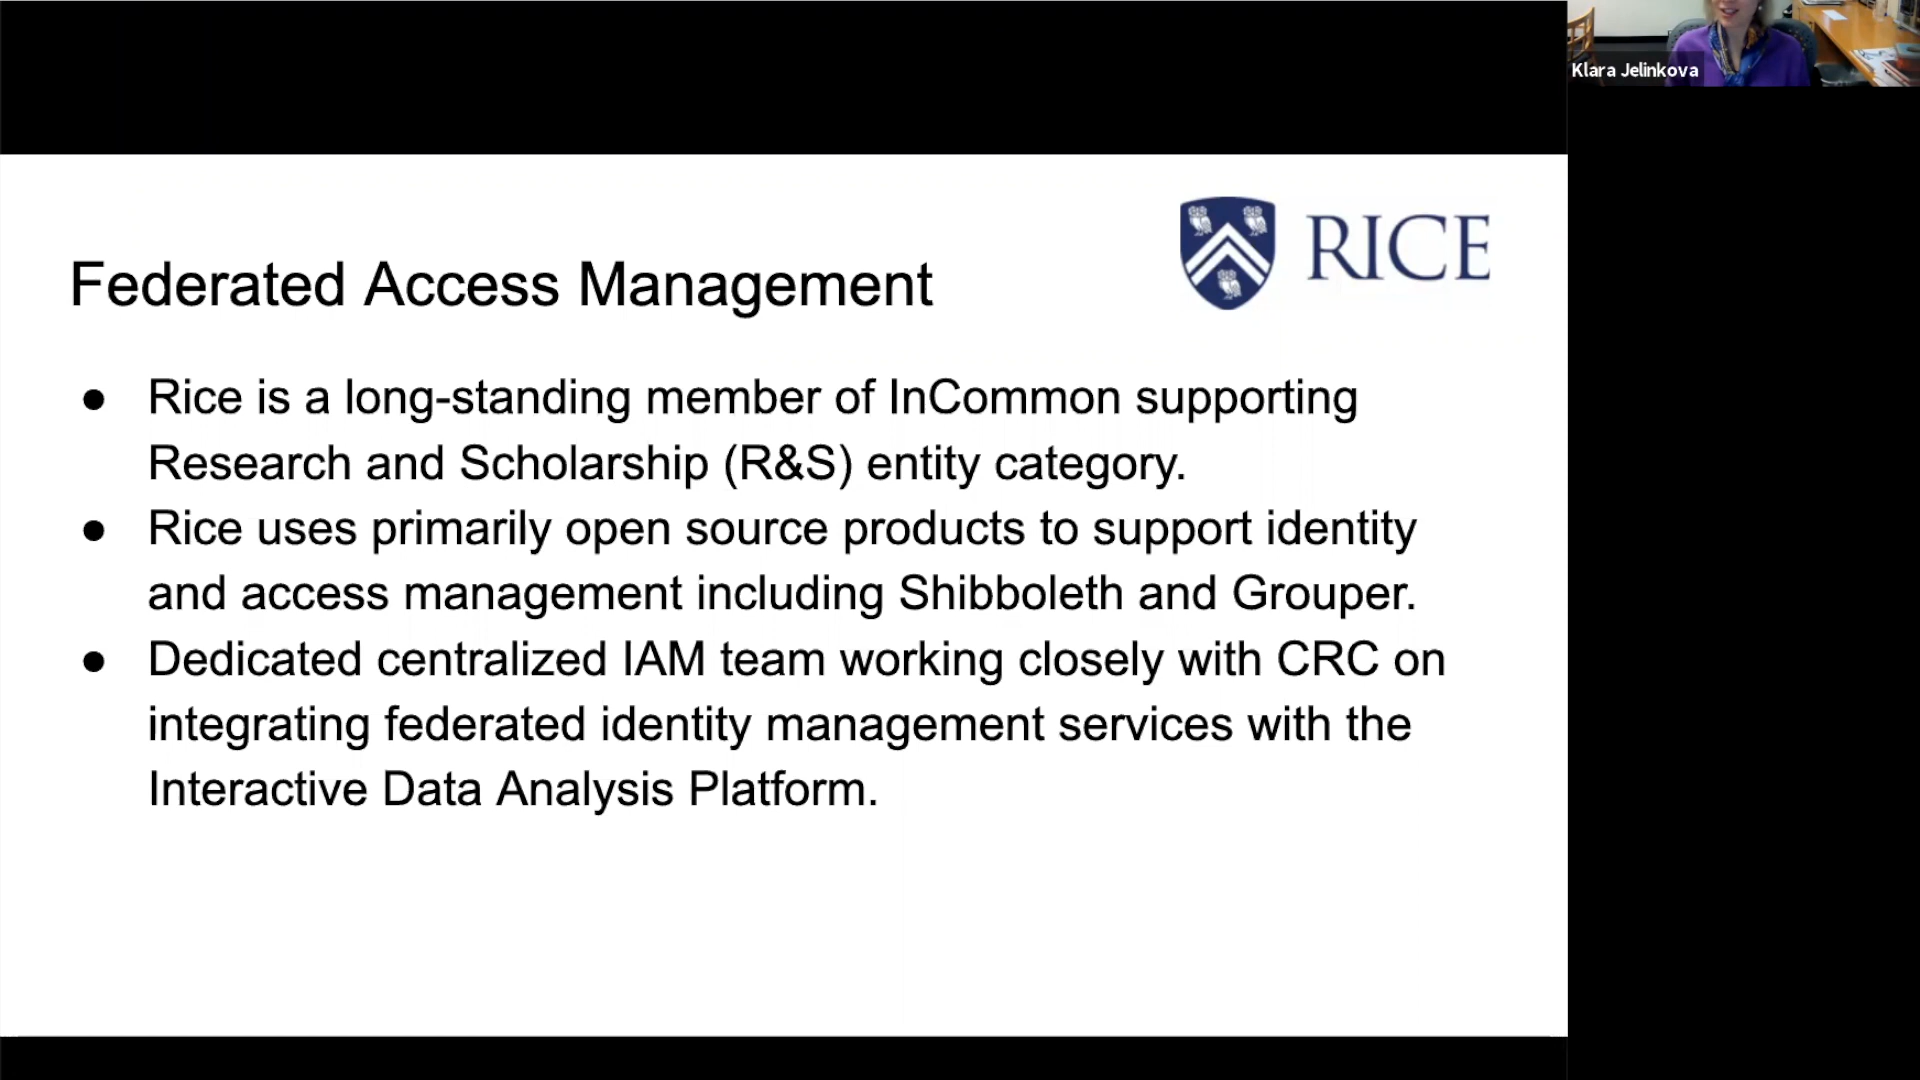 Klara Jelinkova
RICE
Federated Access Management
● Rice is a long-standing member of InCommon supporting
Research and Scholarship (R&S) entity category.
● Rice uses primarily open source products to support identity
and access management including Shibboleth and Grouper.
● Dedicated centralized IAM team working closely with CRC on
integrating federated identity management services with the
Interactive Data Analysis Platform.